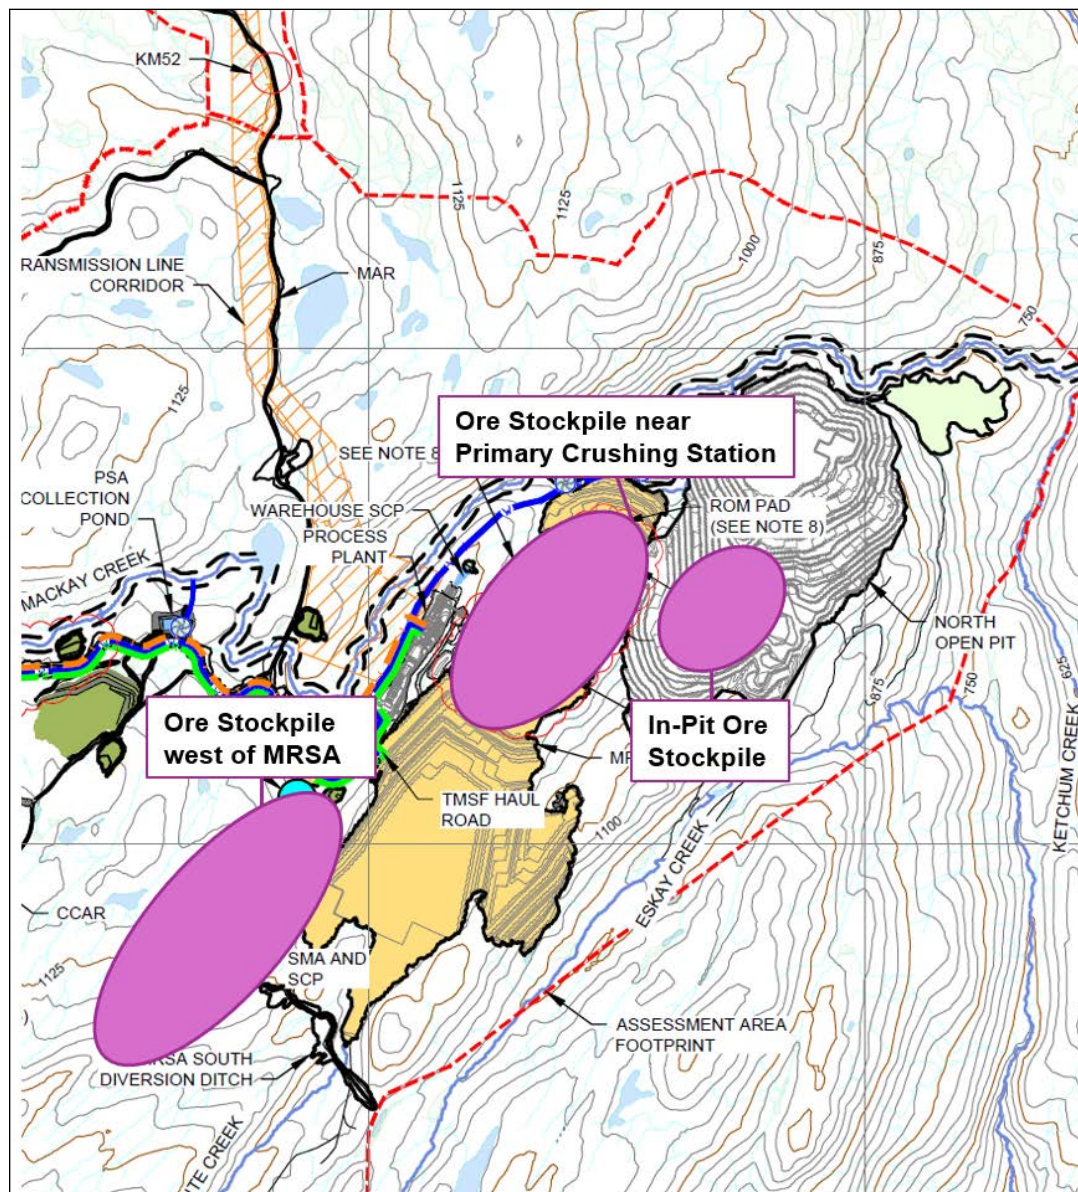 KM52
1125
1125
1000
875
RANSMISSION LINE
CORRIDOR
MAR
750
1125
Ore Stockpile near
Primary Crushing Station
SEE NOTE 8
PSA
COLLECTION
POND
WAREHOUSE SCP
PROCESS
PLANT
ROM PAD
(SEE NOTE 8)
MACKAY CREEK
NORTH
OPEN PIT
625
750
875
Ore Stockpile
west of MRSA
In-Pit Ore
Stockpile
KETCHUM CREEK
TMSF HAUL
ROAD
1100
ESKAY CREEK
CCAR
1125
SMA AND
SCP
ASSESSMENT AREA
FOOTPRINT
SOUTH
DIVERSION DITCH
CREEK